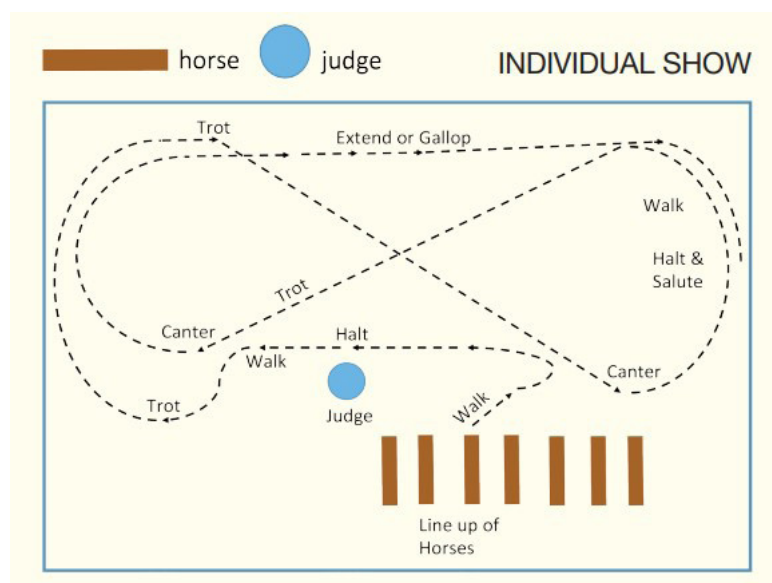 horse
judge
INDIVIDUAL SHOW
Trot
Extend or Gallop
Walk
Halt &
Salute
Trot
Canter
Halt
Walk
Canter
Trot
Judge
Walk
Line up of
Horses